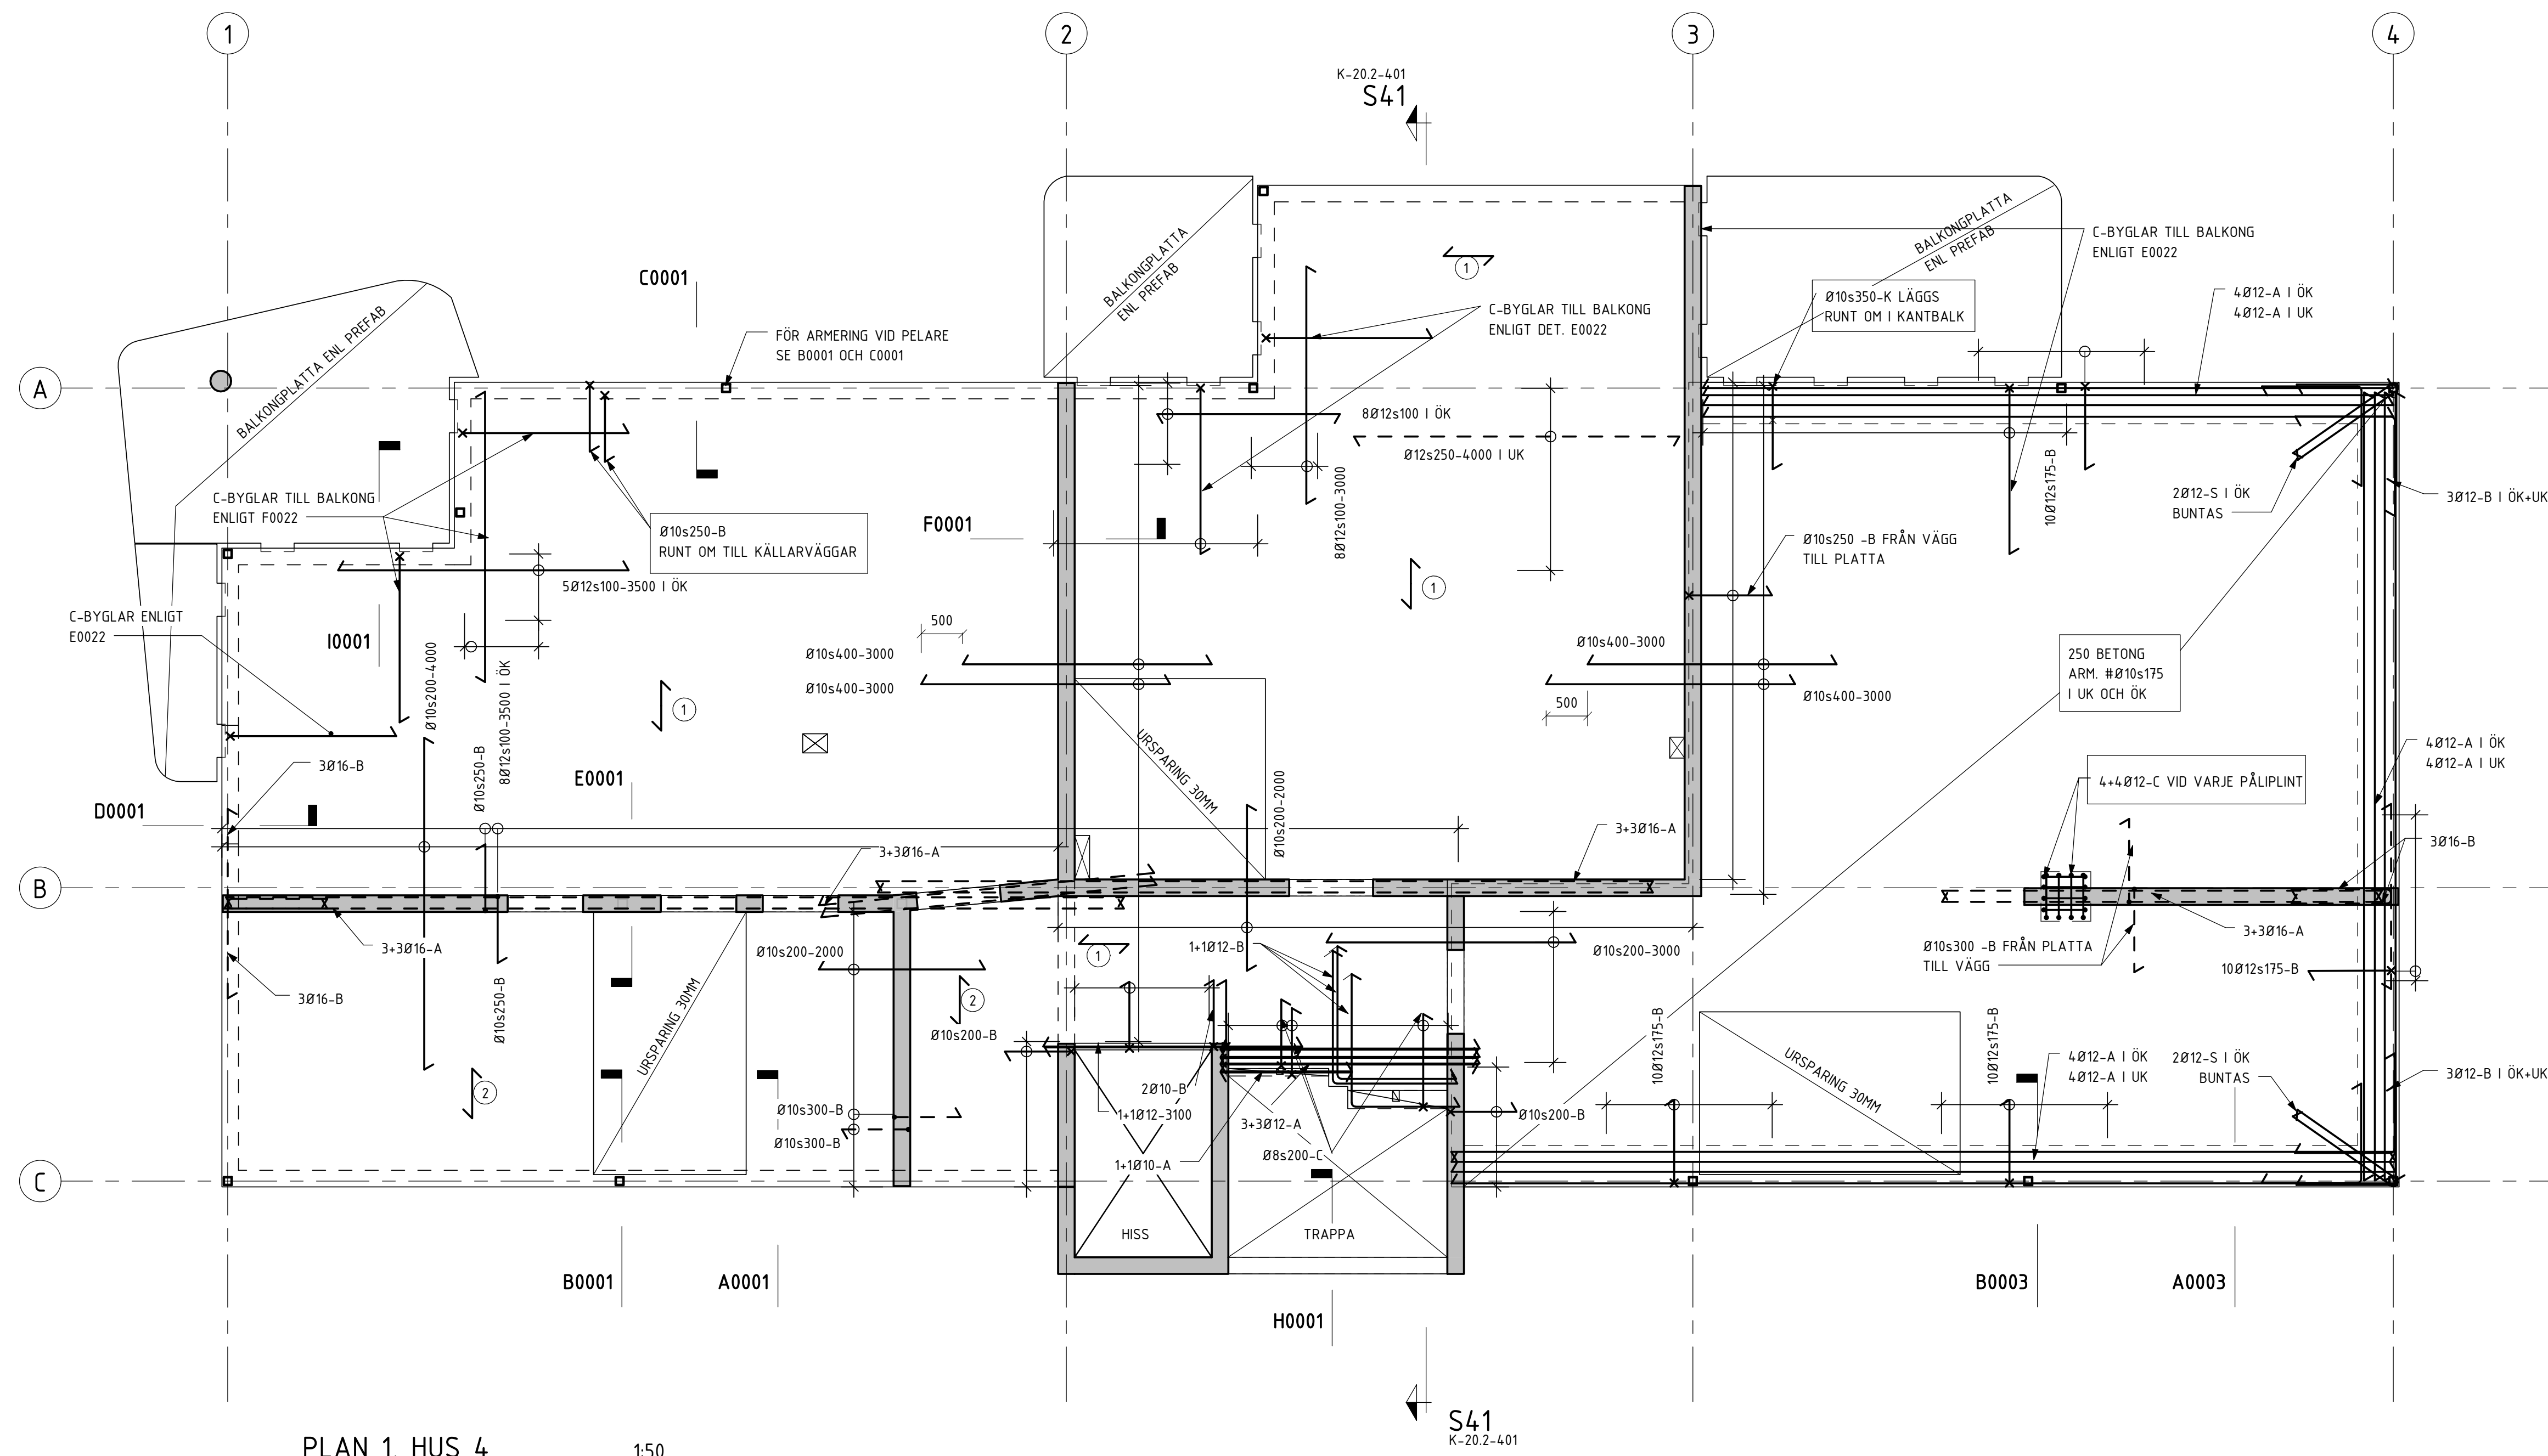 1
2
3
4
K-20.2-401
S41
BALKONGPLATTA ENL PREFAB
BALKONGPLATTA
ENL PREFAB
BALKONGPLATTA
ENL PREFAB
C-BYGLAR TILL BALKONG
ENLIGT E0022
C0001
Ø10s350-K LÄGGS
RUNT OM I KANTBALK
4Ø12-A I ÖK
4Ø12-A I UK
1
C-BYGLAR TILL BALKONG
ENLIGT DET. E0022
FÖR ARMERING VID PELARE
SE B0001 OCH C0001
A
8Ø12s100 I ÖK
Ø12s250-4000 I UK
8Ø12s100-3000
10Ø12s175-B
2Ø12-S I ÖK
BUNTAS
3Ø12-B I ÖK+UK
C-BYGLAR TILL BALKONG
ENLIGT F0022
Ø10s250-B
RUNT OM TILL KÄLLARVÄGGAR
F0001
Ø10s250 -B FRÅN VÄGG
TILL PLATTA
5Ø12s100-3500 I ÖK
1
C-BYGLAR ENLIGT
E0022
I0001
500
Ø10s400-3000
Ø10s400-3000
Ø10s400-3000
Ø10s400-3000
500
250 BETONG
ARM. #Ø10s175
I UK OCH ÖK
Ø10s200-4000
8Ø12s100-3500 I ÖK
Ø10s250-B
1
URSPARING 30MM
Ø10s200-2000
3Ø16-B
E0001
4Ø12-A I ÖK
4Ø12-A I UK
4+4Ø12-C VID VARJE PÅLIPLINT
D0001
3+3Ø16-A
3+3Ø16-A
3Ø16-B
B
3+3Ø16-A
Ø10s200-2000
1
1+1Ø12-B
Ø10s200-3000
3+3Ø16-A
Ø10s300 -B FRÅN PLATTA
TILL VÄGG
10Ø12s175-B
3Ø16-B
Ø10s250-B
URSPARING 30MM
2
Ø10s200-B
10Ø12s175-B
10Ø12s175-B
URSPARING 30MM
4Ø12-A I ÖK
4Ø12-A I UK
2Ø12-S I ÖK
BUNTAS
3Ø12-B I ÖK+UK
2
2Ø10-B
1+1Ø12-3100
3+3Ø12-A
Ø8s200-C
1+1Ø10-A
Ø10s200-B
Ø10s300-B
Ø10s300-B
C
HISS
TRAPPA
B0001
A0001
B0003
A0003
H0001
S41
K-20.2-401
PLAN 1, HUS 4
1:50